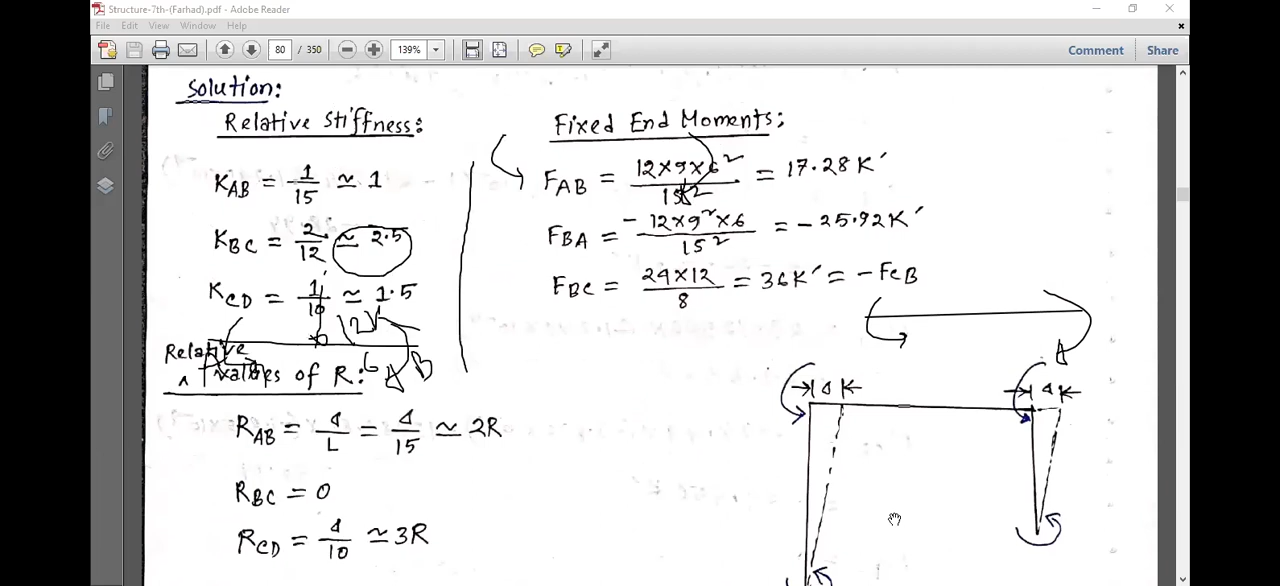 Structure-7th-(Farhad).pdf - Adobe Reader
File Edit View Window Help
80 / 350 139% Comment Share
Solution:
Relative Stiffness:
K_AB = 1/15 ≃ 1
K_BC = 2/12 ≃ 2.5
K_CD = 1/10 ≃ 1.5
Relative values of R:
R_AB = Δ/L = Δ/15 ≃ 2R
R_BC = 0
R_CD = Δ/10 ≃ 3R
Fixed End Moments:
F_AB = 12×9×6²/15² = 17.28K′
F_BA = -12×9²×6/15² = -25.92K′
F_BC = 24×12/8 = 36K′ = -F_CB
Δ Δ